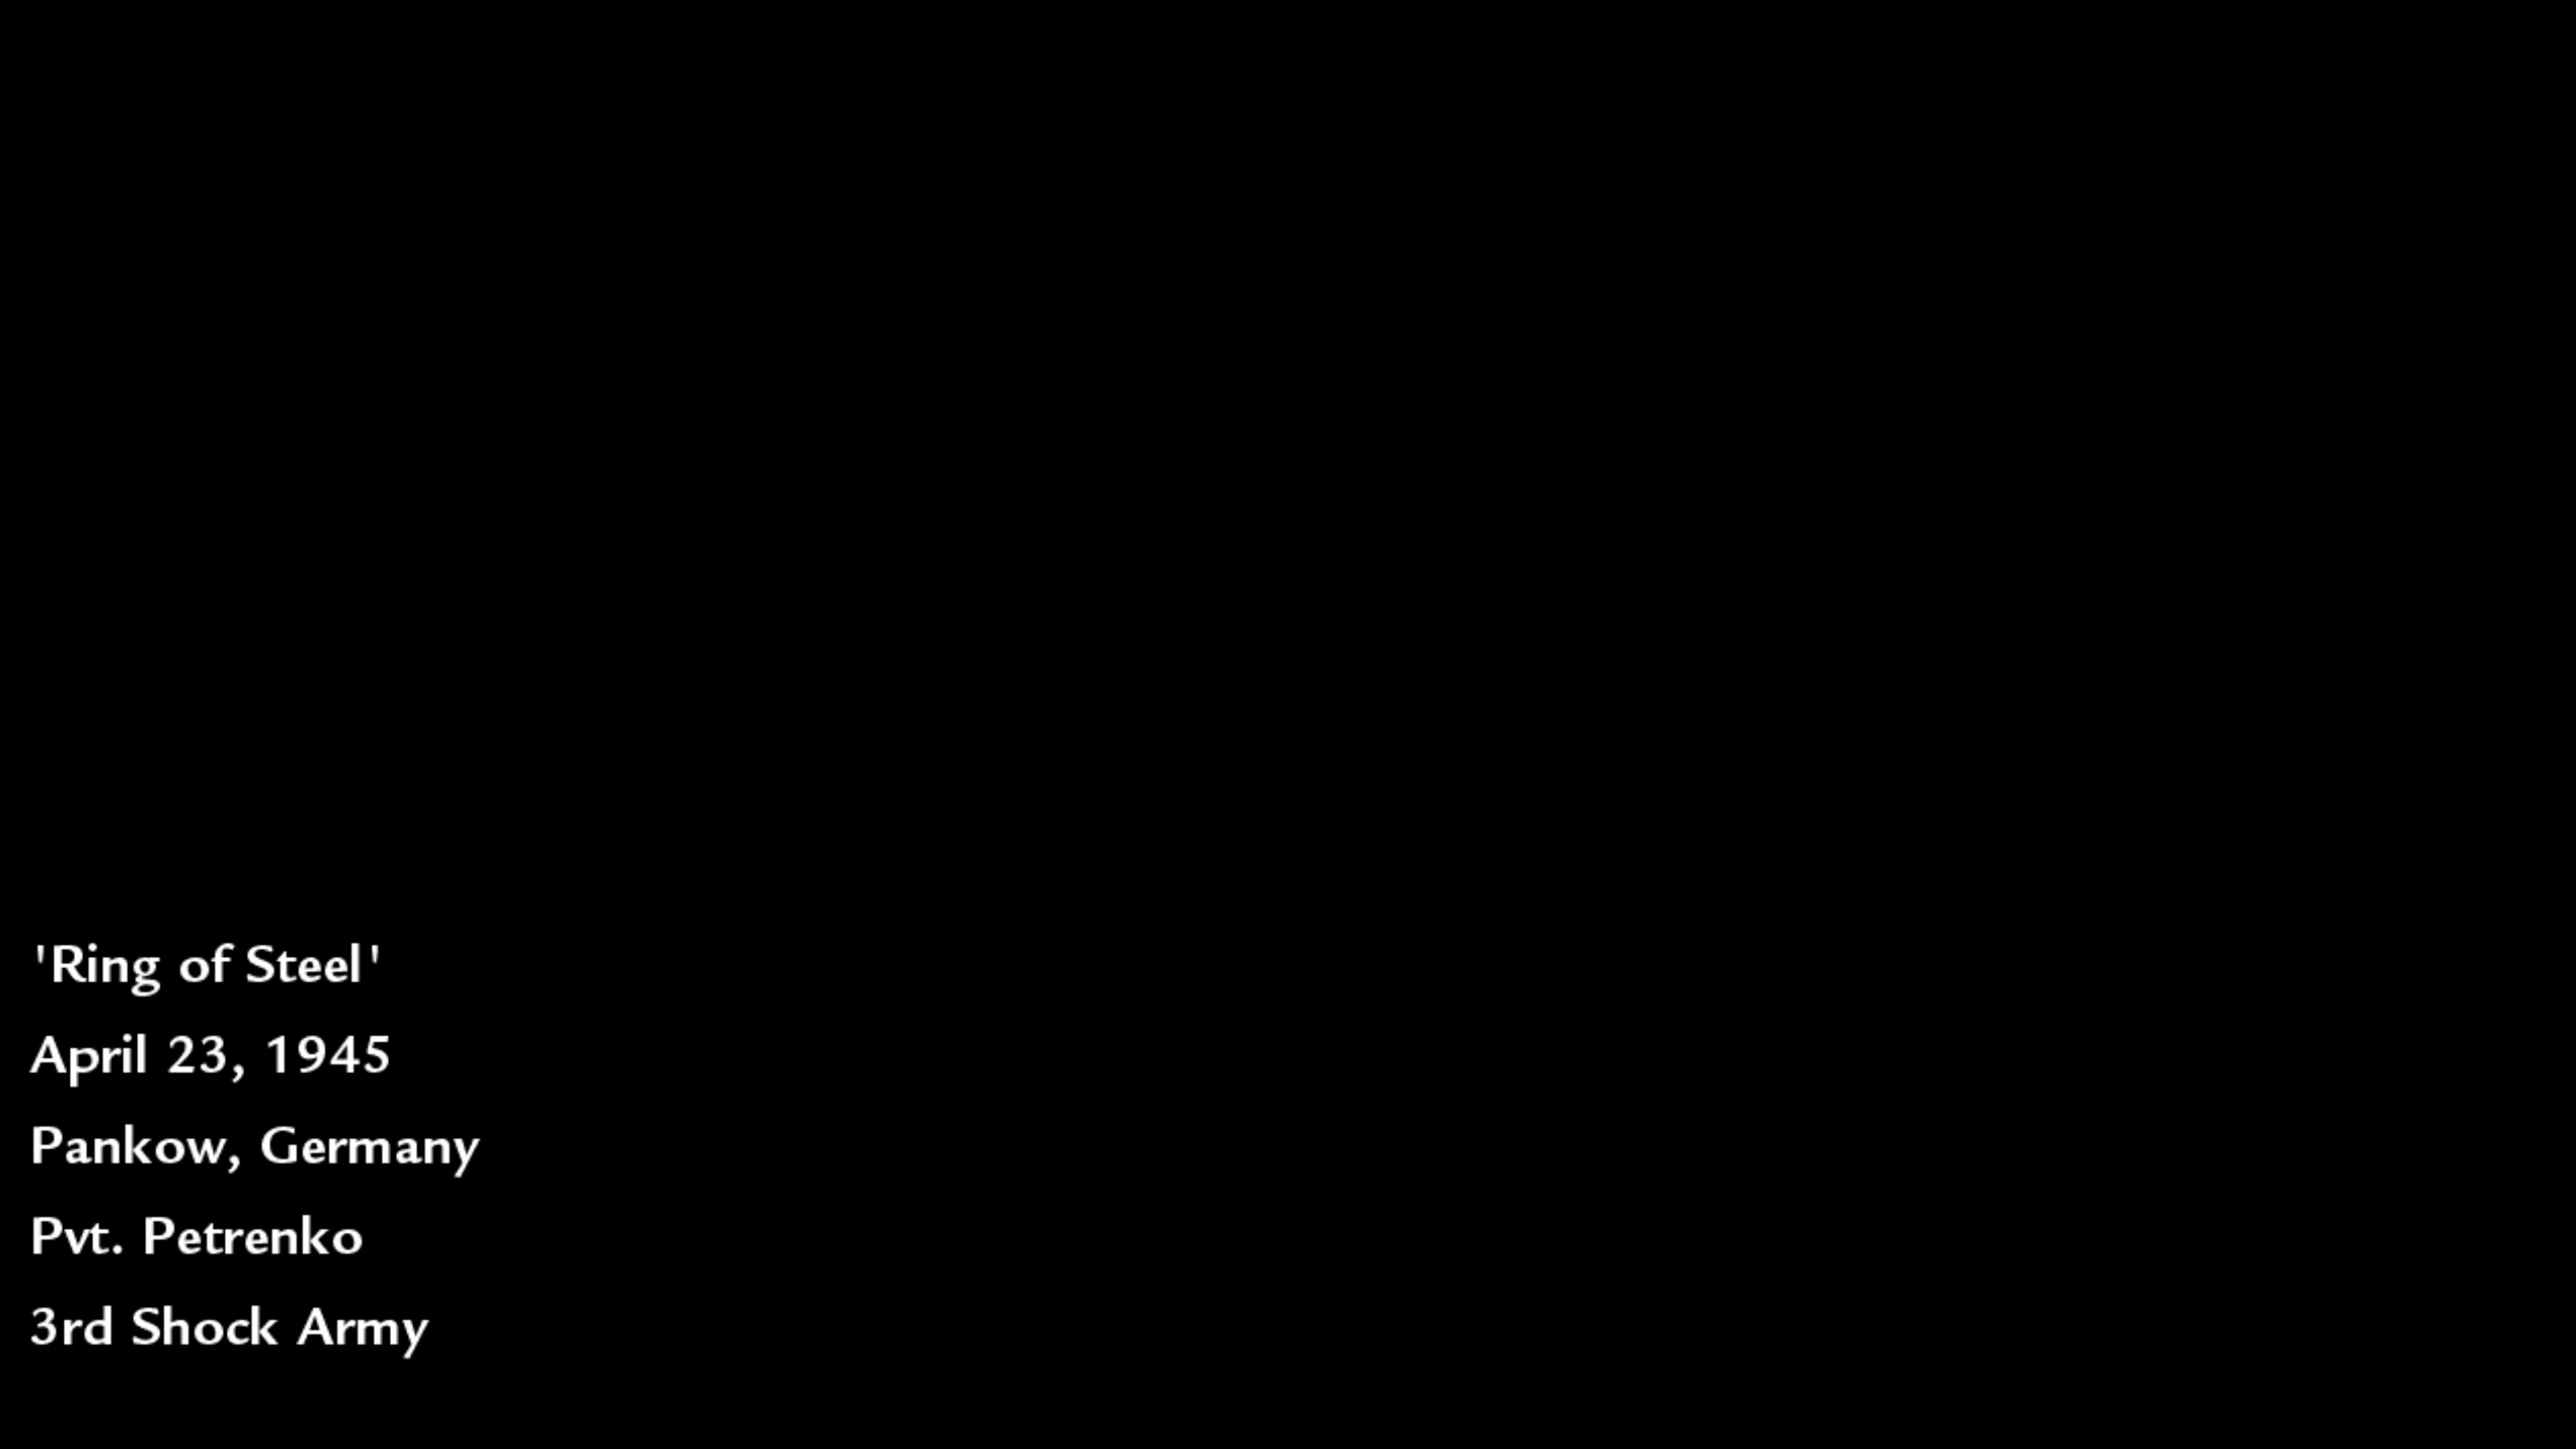 'Ring of Steel'
April 23, 1945
Pankow, Germany
Pvt. Petrenko
3rd Shock Army